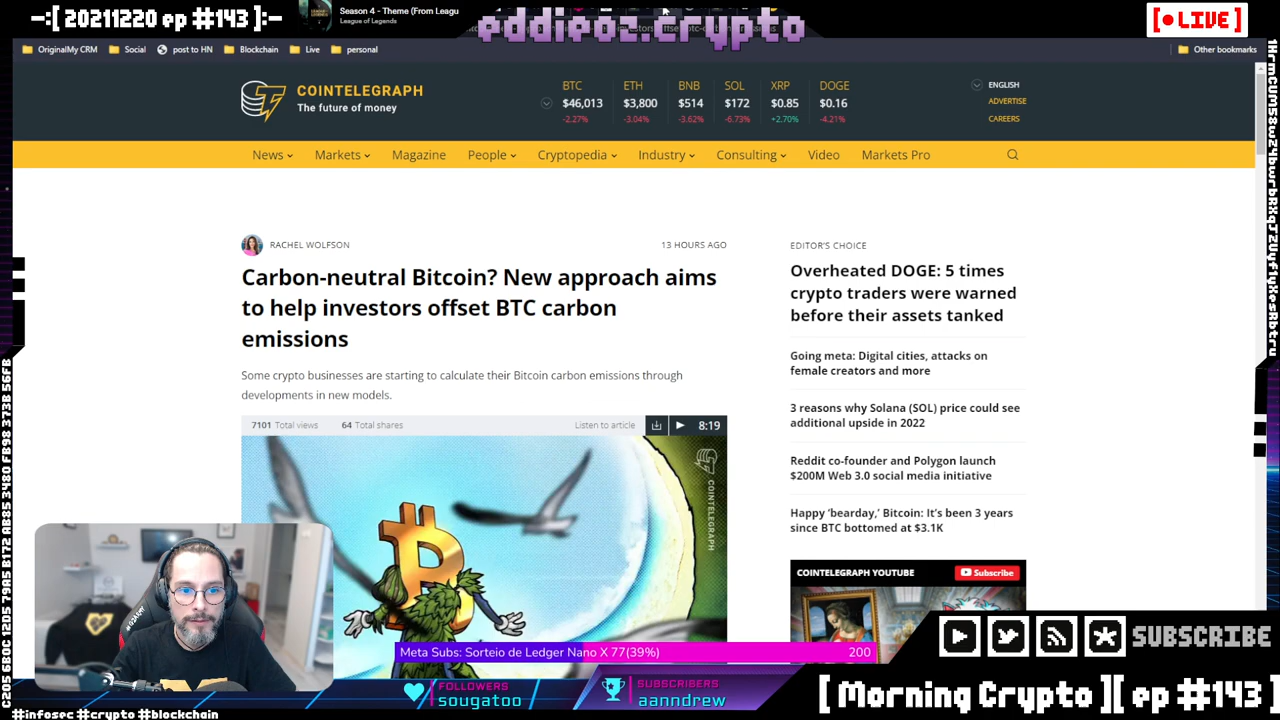 -:[ 20211220 ep #143 ]:-
Season 4 - Theme (From Leagu
League of Legends
eddieoz.crypto
[ LIVE ]
OriginalMy CRM
Social
post to HN
Blockchain
Live
personal
Other bookmarks
COINTELEGRAPH
The future of money
BTC ETH BNB SOL XRP DOGE
$46,013 $3,800 $514 $172 $0.85 $0.16
-2.27% -3.04% -3.62% -6.73% +2.70% -4.21%
ENGLISH
ADVERTISE
CAREERS
News Markets Magazine People Cryptopedia Industry Consulting Video Markets Pro
RACHEL WOLFSON
13 HOURS AGO
Carbon-neutral Bitcoin? New approach aims
to help investors offset BTC carbon
emissions
Some crypto businesses are starting to calculate their Bitcoin carbon emissions through
developments in new models.
7101 Total views
64 Total shares
Listen to article
8:19
COINTELEGRAPH
EDITOR'S CHOICE
Overheated DOGE: 5 times
crypto traders were warned
before their assets tanked
Going meta: Digital cities, attacks on
female creators and more
3 reasons why Solana (SOL) price could see
additional upside in 2022
Reddit co-founder and Polygon launch
$200M Web 3.0 social media initiative
Happy 'bearday,' Bitcoin: It's been 3 years
since BTC bottomed at $3.1K
COINTELEGRAPH YOUTUBE
Subscribe
SUBSCRIBE
Meta Subs: Sorteio de Ledger Nano X 77(39%)
200
FOLLOWERS
sougatoo
SUBSCRIBERS
aanndrew
[ Morning Crypto ][ ep #143 ]
#infosec #crypto #blockchain